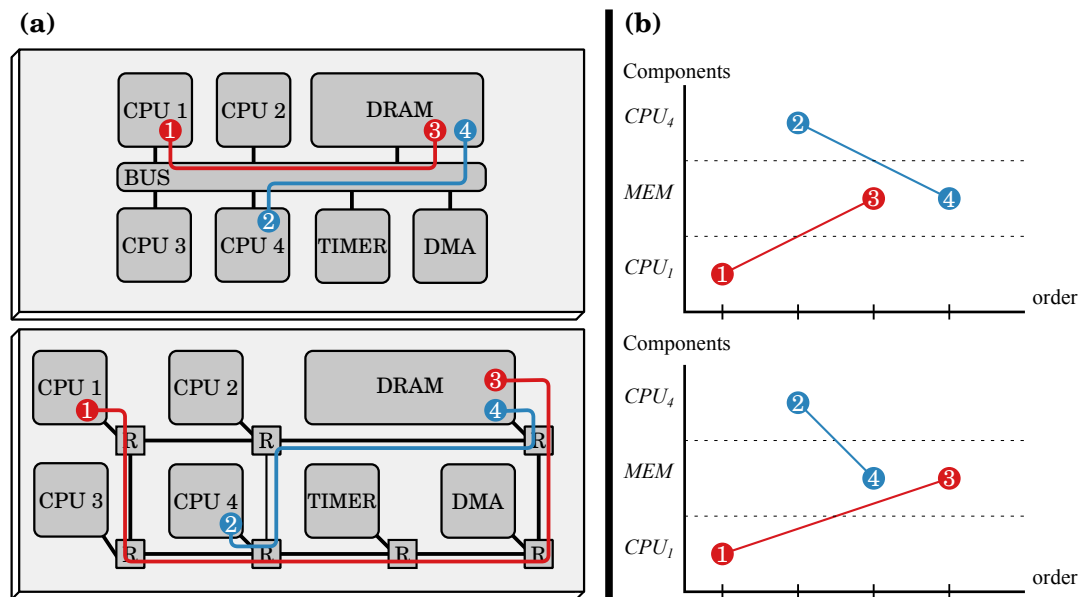 (a)
CPU 1
CPU 2
DRAM
1
3
4
BUS
2
CPU 3
CPU 4
TIMER
DMA
CPU 1
CPU 2
DRAM
3
1
4
R
R
R
CPU 3
CPU 4
TIMER
DMA
2
R
R
R
R
(b)
Components
CPU4
2
MEM
3
4
CPU1
1
order
Components
CPU4
2
MEM
4
3
CPU1
1
order